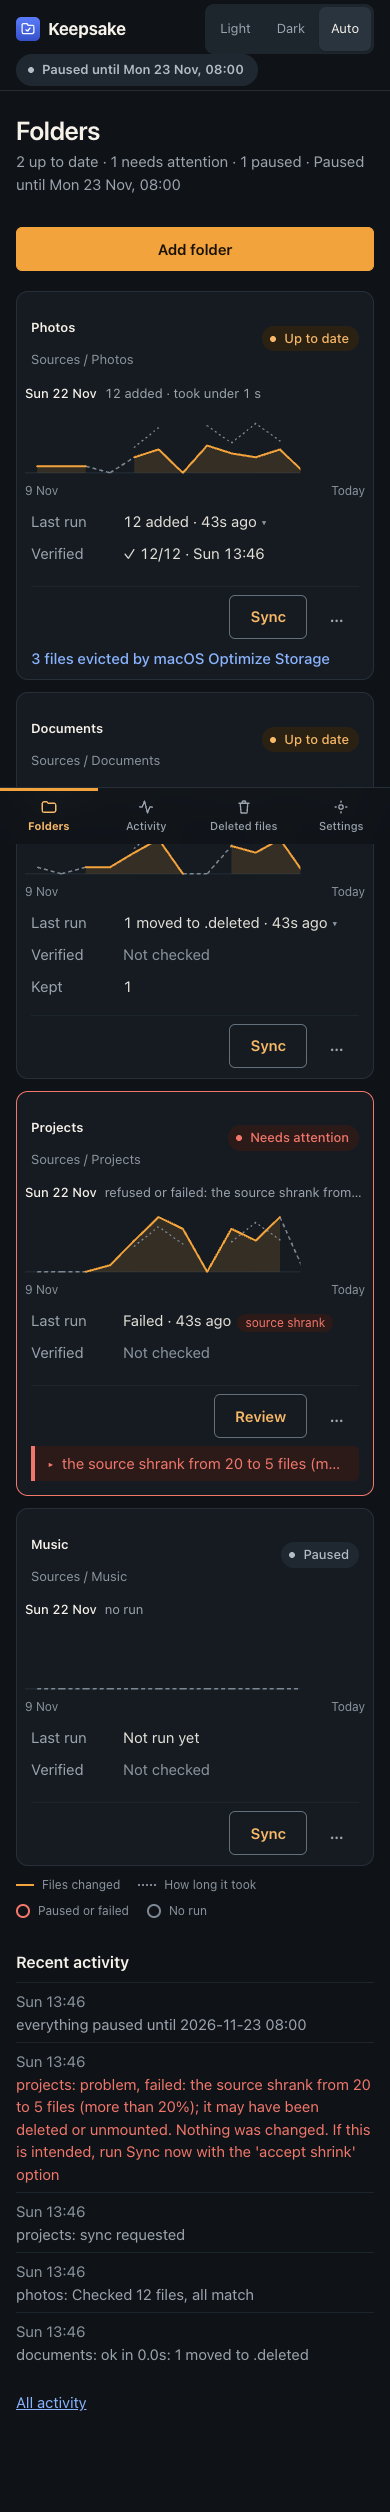 Keepsake
Light Dark Auto
Paused until Mon 23 Nov, 08:00
Folders
2 up to date · 1 needs attention · 1 paused · Paused
until Mon 23 Nov, 08:00
Add folder
Photos
Up to date
Sources / Photos
Sun 22 Nov 12 added · took under 1 s
9 Nov Today
Last run 12 added · 43s ago ▾
Verified ✓ 12/12 · Sun 13:46
Sync ...
3 files evicted by macOS Optimize Storage
Documents
Up to date
Sources / Documents
Folders Activity Deleted files Settings
9 Nov Today
Last run 1 moved to .deleted · 43s ago ▾
Verified Not checked
Kept 1
Sync ...
Projects
Needs attention
Sources / Projects
Sun 22 Nov refused or failed: the source shrank from...
9 Nov Today
Last run Failed · 43s ago source shrank
Verified Not checked
Review ...
▸ the source shrank from 20 to 5 files (m...
Music
Paused
Sources / Music
Sun 22 Nov no run
9 Nov Today
Last run Not run yet
Verified Not checked
Sync ...
Files changed How long it took
Paused or failed No run
Recent activity
Sun 13:46
everything paused until 2026-11-23 08:00
Sun 13:46
projects: problem, failed: the source shrank from 20
to 5 files (more than 20%); it may have been
deleted or unmounted. Nothing was changed. If this
is intended, run Sync now with the 'accept shrink'
option
Sun 13:46
projects: sync requested
Sun 13:46
photos: Checked 12 files, all match
Sun 13:46
documents: ok in 0.0s: 1 moved to .deleted
All activity